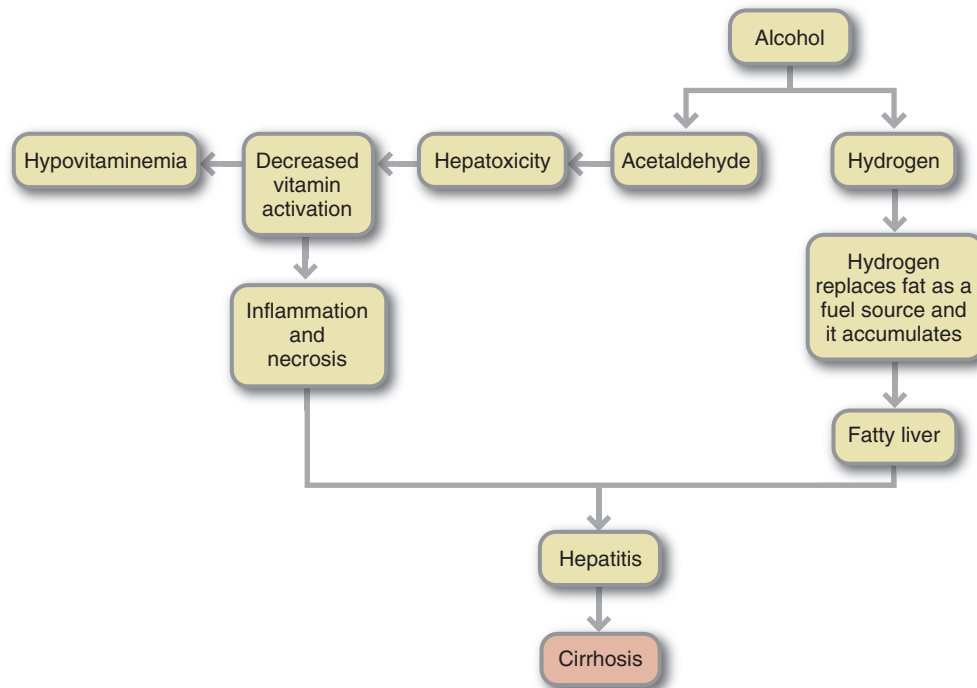 Alcohol
Hypovitaminemia
Decreased
vitamin
activation
Hepatoxicity
Acetaldehyde
Hydrogen
Inflammation
and
necrosis
Hydrogen
replaces fat as a
fuel source and
it accumulates
Fatty liver
Hepatitis
Cirrhosis